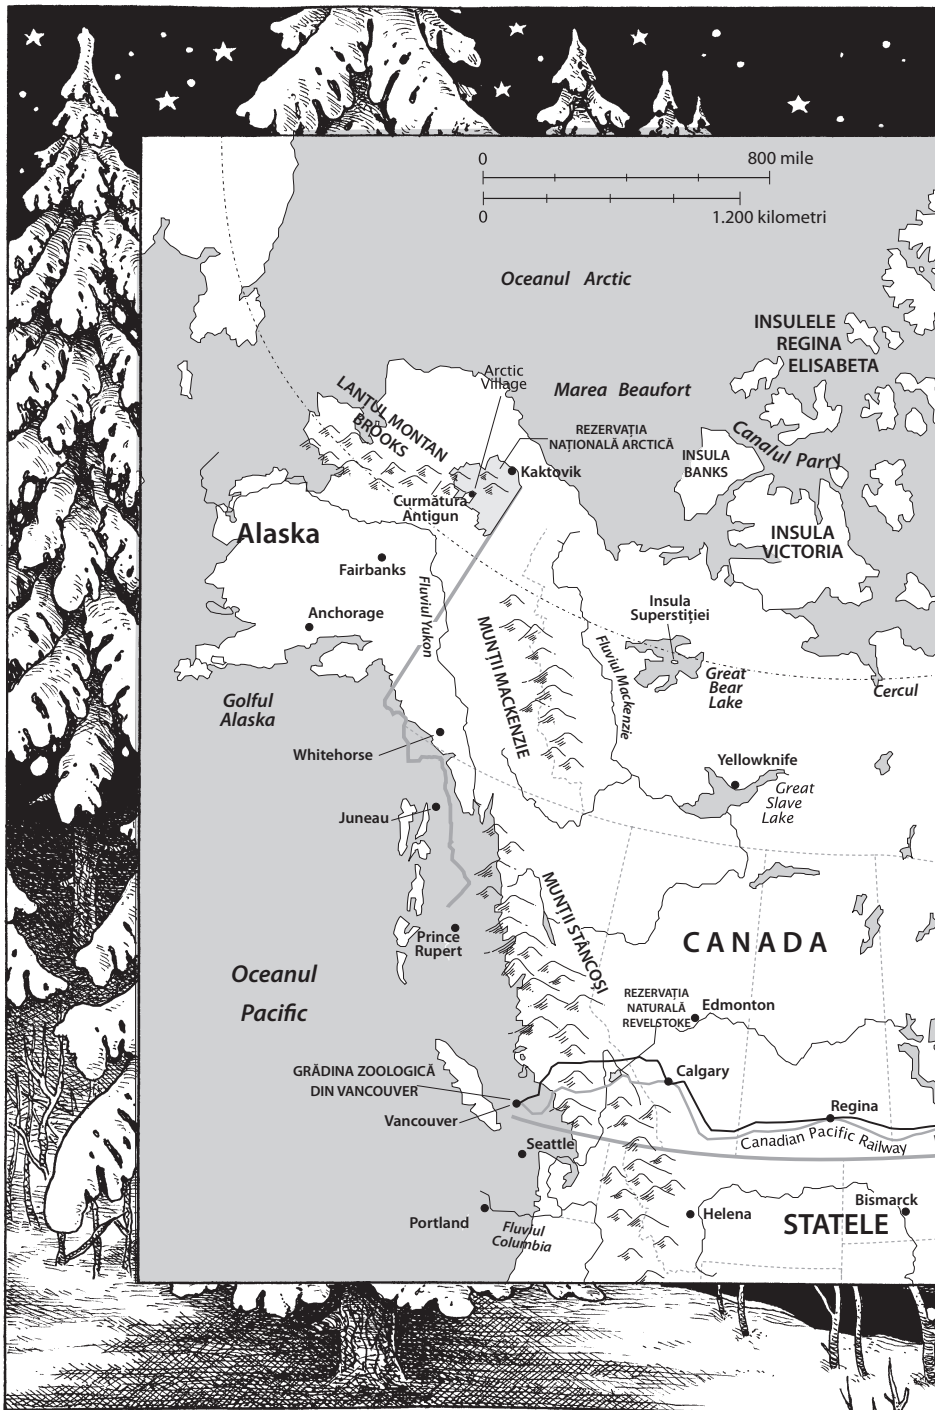 0 800 mile
0 1.200 kilometri
Oceanul Arctic
INSULELE
REGINA
ELISABETA
Arctic
Village
Marea Beaufort
LANTUL MONTAN
BROOKS
REZERVAȚIA
NAȚIONALĂ ARCTICĂ
Canalul Parry
INSULA
BANKS
Kaktovik
Curmătura
Antigun
Alaska
INSULA
VICTORIA
Fairbanks
Fluviul Yukon
Anchorage
Insula
Superstiției
MUNȚII MACKENZIE
Fluviul Mackenzie
Great
Bear
Lake
Cercul
Golful
Alaska
Whitehorse
Yellowknife
Great
Slave
Lake
Juneau
MUNȚII STÂNCOȘI
Prince
Rupert
CANADA
Oceanul
Pacific
REZERVAȚIA
NATURALĂ
REVELSTOKE
Edmonton
GRĂDINA ZOOLOGICĂ
DIN VANCOUVER
Calgary
Vancouver
Regina
Canadian Pacific Railway
Seattle
Portland
Fluviul
Columbia
Helena
STATELE
Bismarck